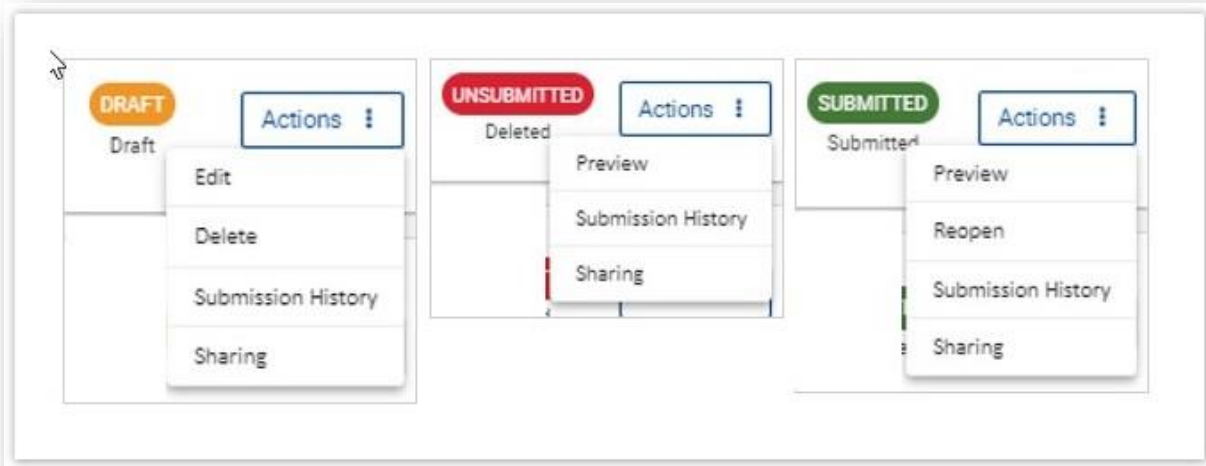 DRAFT
Draft
Actions
Edit
Delete
Submission History
Sharing
UNSUBMITTED
Deleted
Actions
Preview
Submission History
Sharing
SUBMITTED
Submitted
Actions
Preview
Reopen
Submission History
Sharing